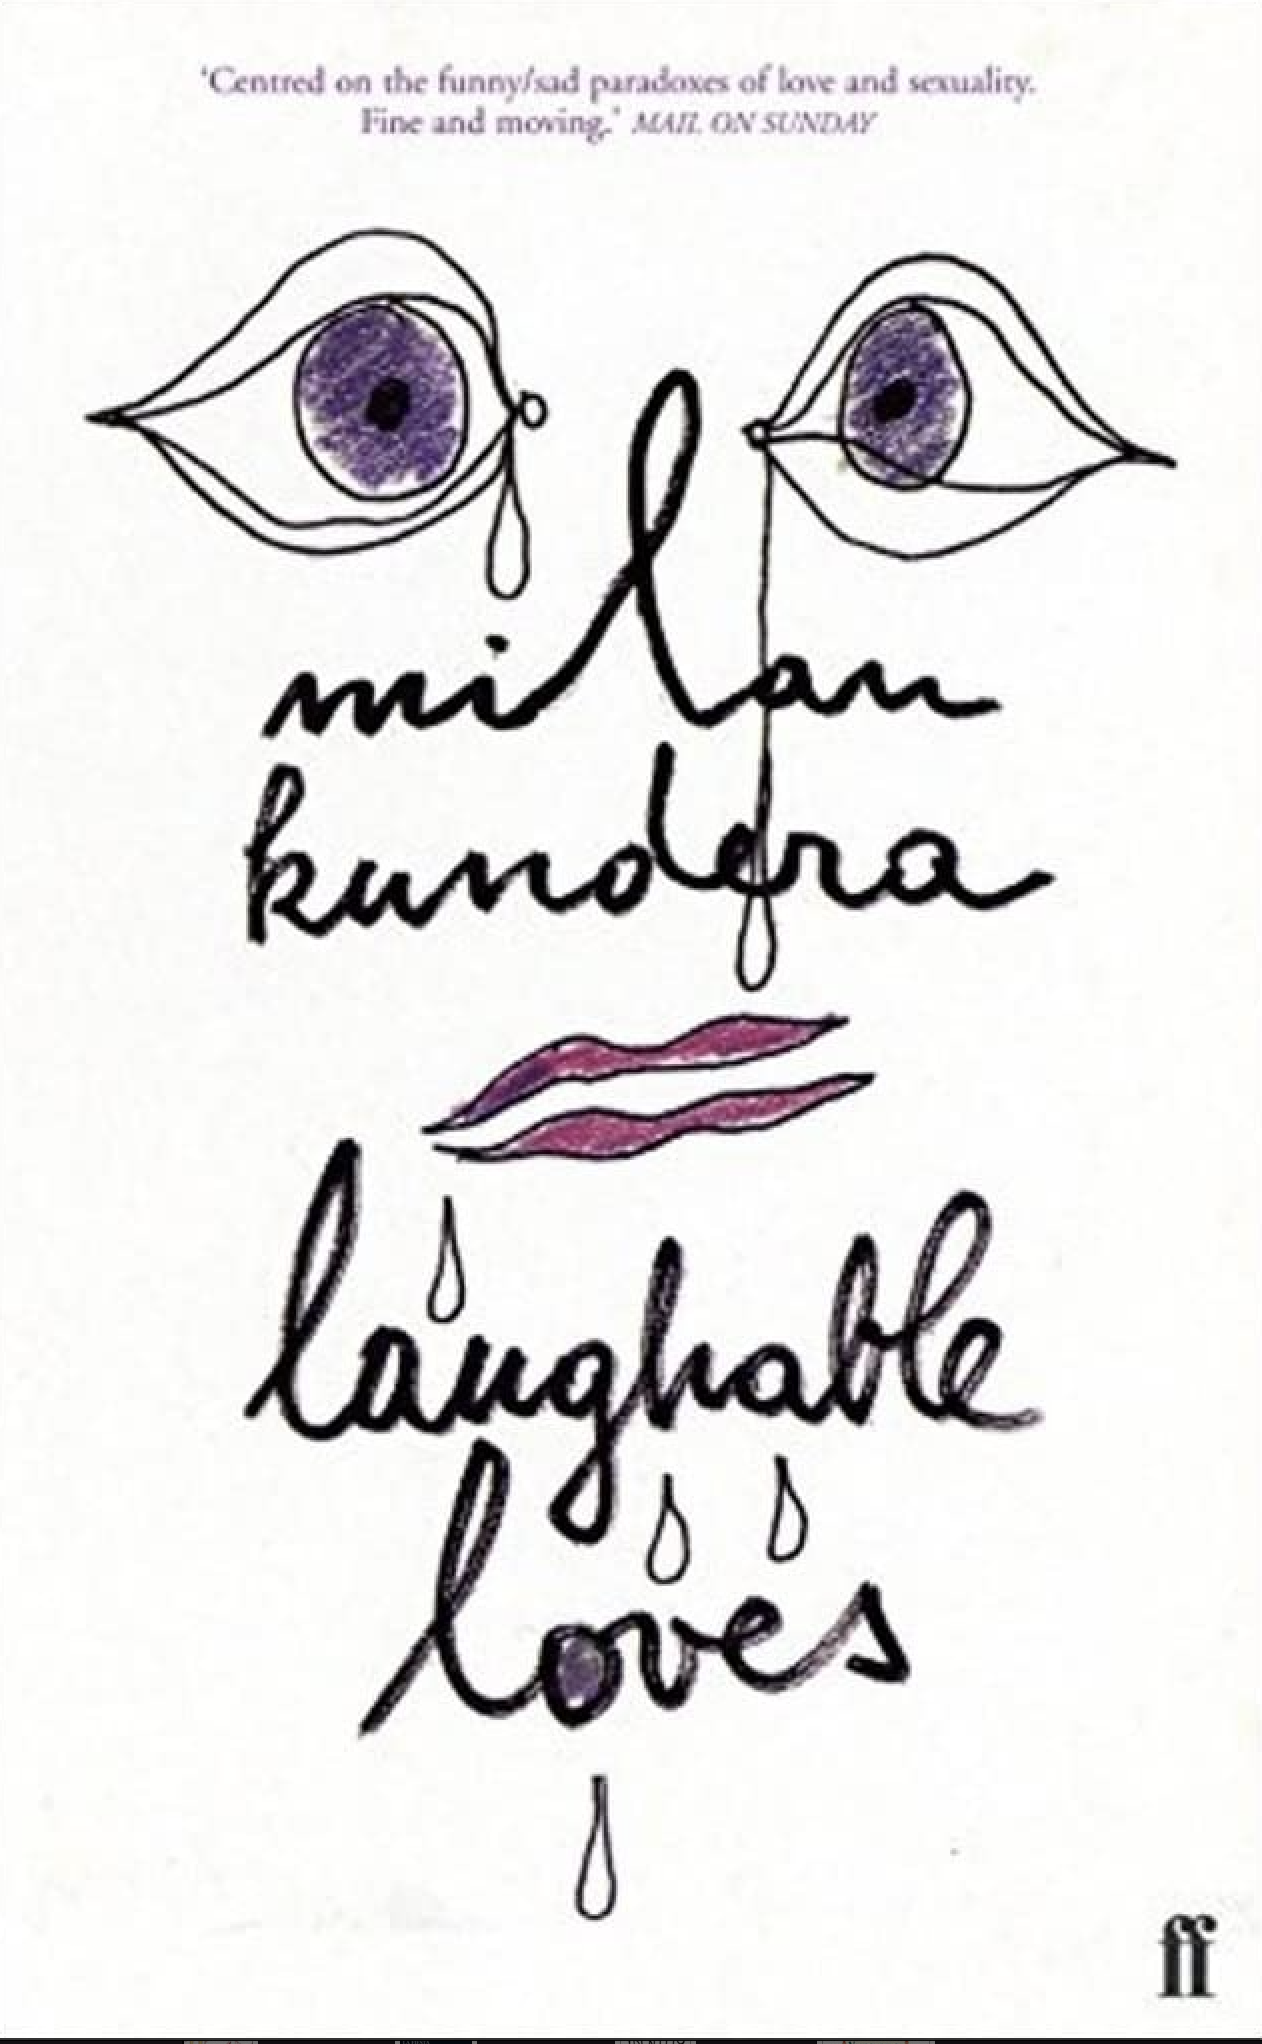 'Centred on the funny/sad paradoxes of love and sexuality.
Fine and moving.' MAIL ON SUNDAY
milan
kundera
laughable
loves
ff